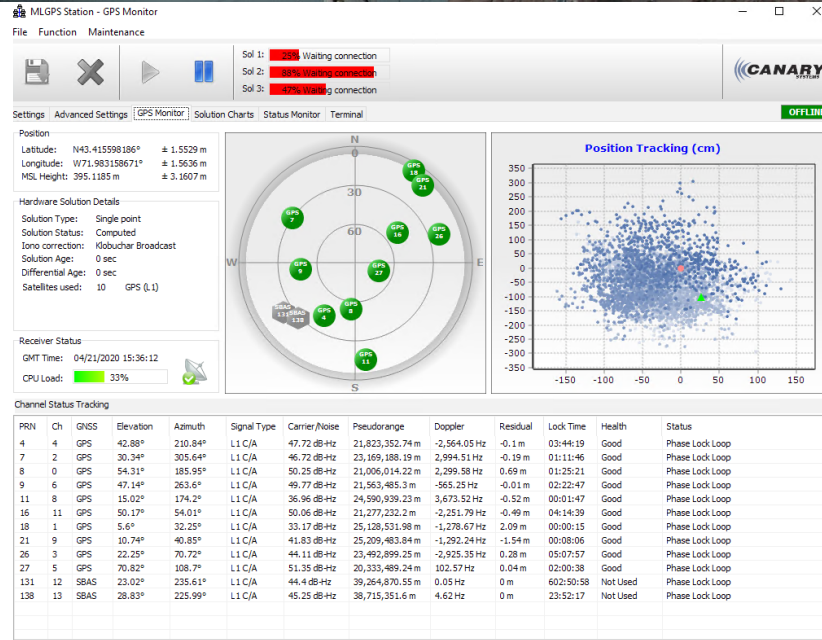 MLGPS Station - GPS Monitor
File Function Maintenance
Sol 1: 25% Waiting connection
Sol 2: 88% Waiting connection
Sol 3: 42% Waiting connection
CANARY
SYSTEMS
Settings Advanced Settings GPS Monitor Solution Charts Status Monitor Terminal
OFFLIN
Position
Latitude: N43.415598186° ± 1.5529 m
Longitude: W71.983158671° ± 1.5636 m
MSL Height: 395.1185 m ± 3.1607 m
Hardware Solution Details
Solution Type: Single point
Solution Status: Computed
Iono correction: Klobuchar Broadcast
Solution Age: 0 sec
Differential Age: 0 sec
Satellites used: 10 GPS (L1)
Receiver Status
GMT Time: 04/21/2020 15:36:12
CPU Load: 33%
N
0
30
60
W
E
S
GPS 18
GPS 21
GPS 7
GPS 16
GPS 26
GPS 9
GPS 27
SBAS 131
SBAS 138
GPS 4
GPS 8
GPS 11
Position Tracking (cm)
350
300
250
200
150
100
50
0
-50
-100
-150
-200
-250
-300
-350
-150 -100 -50 0 50 100 150
Channel Status Tracking
PRN Ch GNSS Elevation Azimuth Signal Type Carrier/Noise Pseudorange Doppler Residual Lock Time Health Status
4 4 GPS 42.88° 210.84° L1 C/A 47.72 dB-Hz 21,823,352.74 m -2,564.05 Hz -0.1 m 03:44:19 Good Phase Lock Loop
7 2 GPS 30.34° 305.64° L1 C/A 46.72 dB-Hz 23,169,188.19 m 2,994.51 Hz -0.19 m 01:11:46 Good Phase Lock Loop
8 0 GPS 54.31° 185.95° L1 C/A 50.25 dB-Hz 21,006,014.22 m 2,299.58 Hz 0.69 m 01:25:21 Good Phase Lock Loop
9 6 GPS 47.14° 263.6° L1 C/A 49.77 dB-Hz 21,563,485.3 m -565.25 Hz -0.01 m 02:22:47 Good Phase Lock Loop
11 8 GPS 15.02° 174.2° L1 C/A 36.96 dB-Hz 24,590,939.23 m 3,673.52 Hz -0.52 m 00:01:47 Good Phase Lock Loop
16 11 GPS 50.17° 54.01° L1 C/A 50.06 dB-Hz 21,277,232.2 m -2,251.79 Hz -0.49 m 04:14:39 Good Phase Lock Loop
18 1 GPS 5.6° 32.25° L1 C/A 33.17 dB-Hz 25,128,531.98 m -1,278.67 Hz 2.09 m 00:00:15 Good Phase Lock Loop
21 9 GPS 10.74° 40.85° L1 C/A 41.83 dB-Hz 25,209,483.84 m -1,292.24 Hz -1.54 m 00:08:06 Good Phase Lock Loop
26 3 GPS 22.25° 70.72° L1 C/A 44.11 dB-Hz 23,492,899.25 m -2,925.35 Hz 0.28 m 05:07:57 Good Phase Lock Loop
27 5 GPS 70.82° 108.7° L1 C/A 51.35 dB-Hz 20,333,489.24 m 102.57 Hz 0.04 m 02:00:38 Good Phase Lock Loop
131 12 SBAS 23.02° 235.61° L1 C/A 44.4 dB-Hz 39,264,870.55 m 0.05 Hz 0 m 602:50:58 Not Used Phase Lock Loop
138 13 SBAS 28.83° 225.99° L1 C/A 45.25 dB-Hz 38,715,351.6 m 4.62 Hz 0 m 23:52:17 Not Used Phase Lock Loop